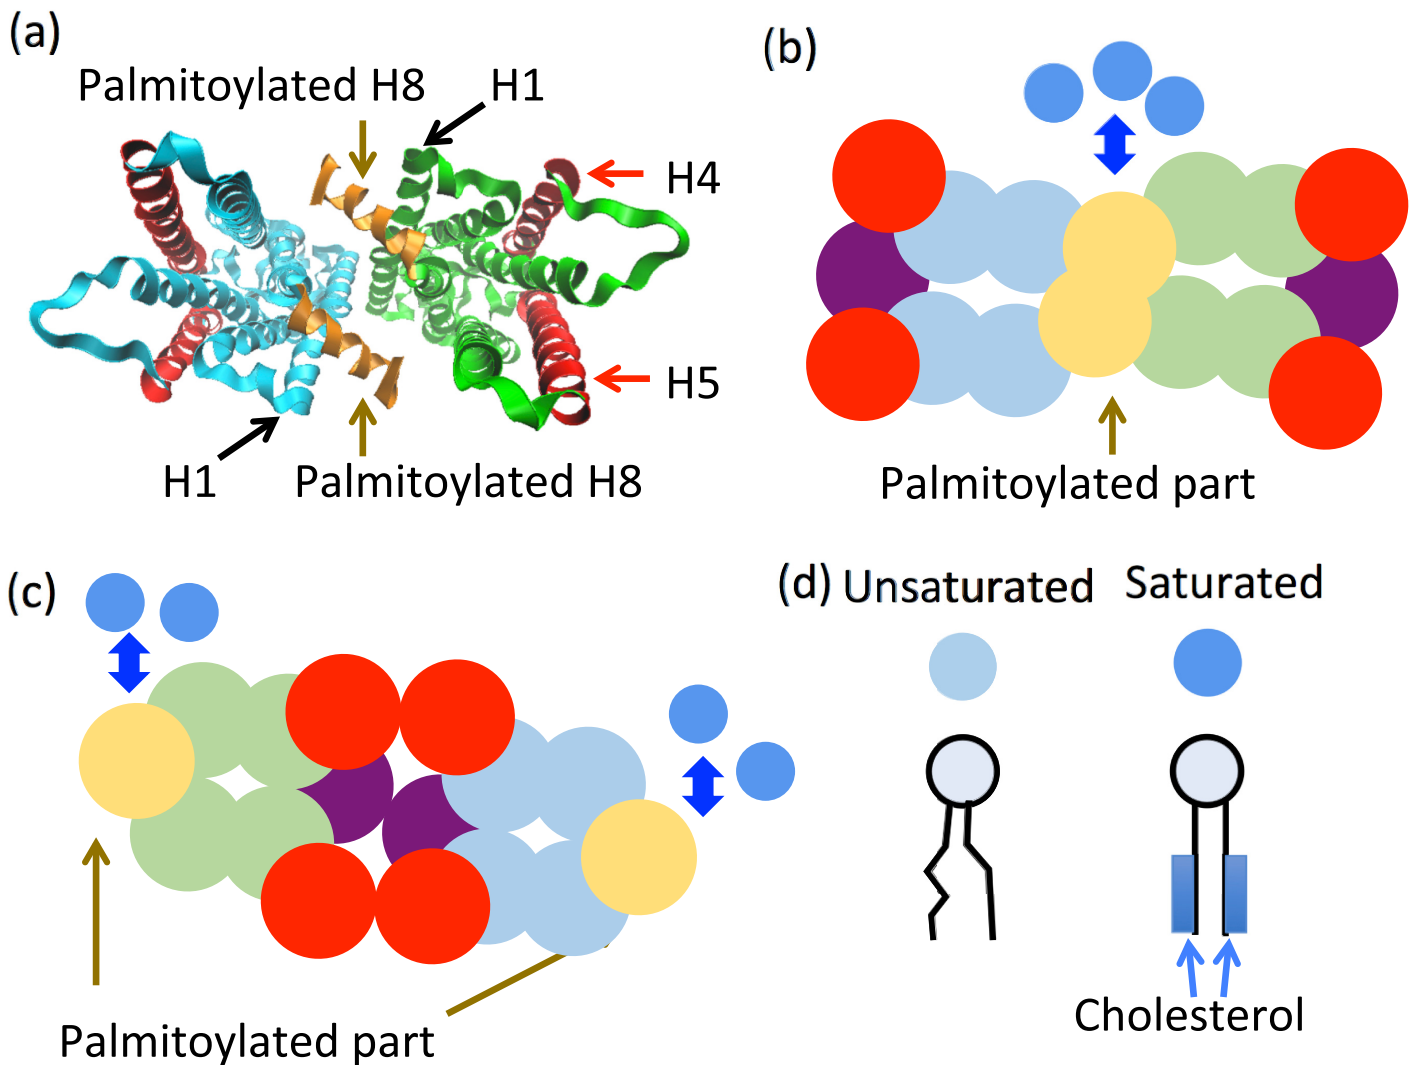 (a)
Palmitoylated H8
H1
H4
H5
H1
Palmitoylated H8
(b)
Palmitoylated part
(c)
Palmitoylated part
(d)
Unsaturated
Saturated
Cholesterol